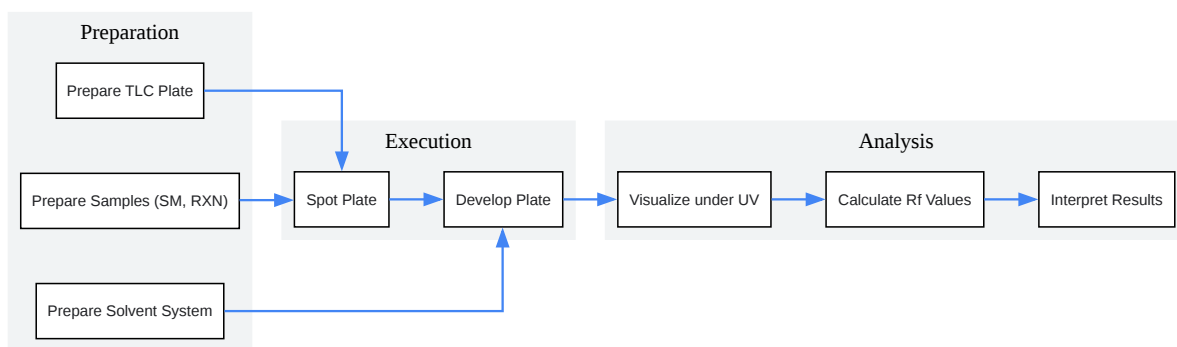 Preparation
Prepare TLC Plate
Prepare Samples (SM, RXN)
Prepare Solvent System
Execution
Spot Plate
Develop Plate
Analysis
Visualize under UV
Calculate Rf Values
Interpret Results